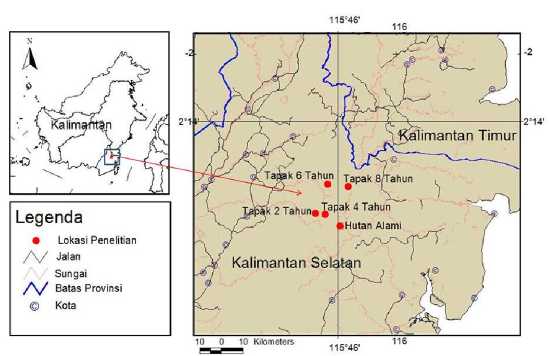 N
Kalimantan
Legenda
Lokasi Penelitian
Jalan
Sungai
Batas Provinsi
Kota
115°46' 116
-2 -2
2°14' 2°14'
Kalimantan Timur
Tapak 6 Tahun Tapak 8 Tahun
Tapak 2 Tahun Tapak 4 Tahun
Hutan Alami
Kalimantan Selatan
115°46' 116
10 0 10 Kilometers